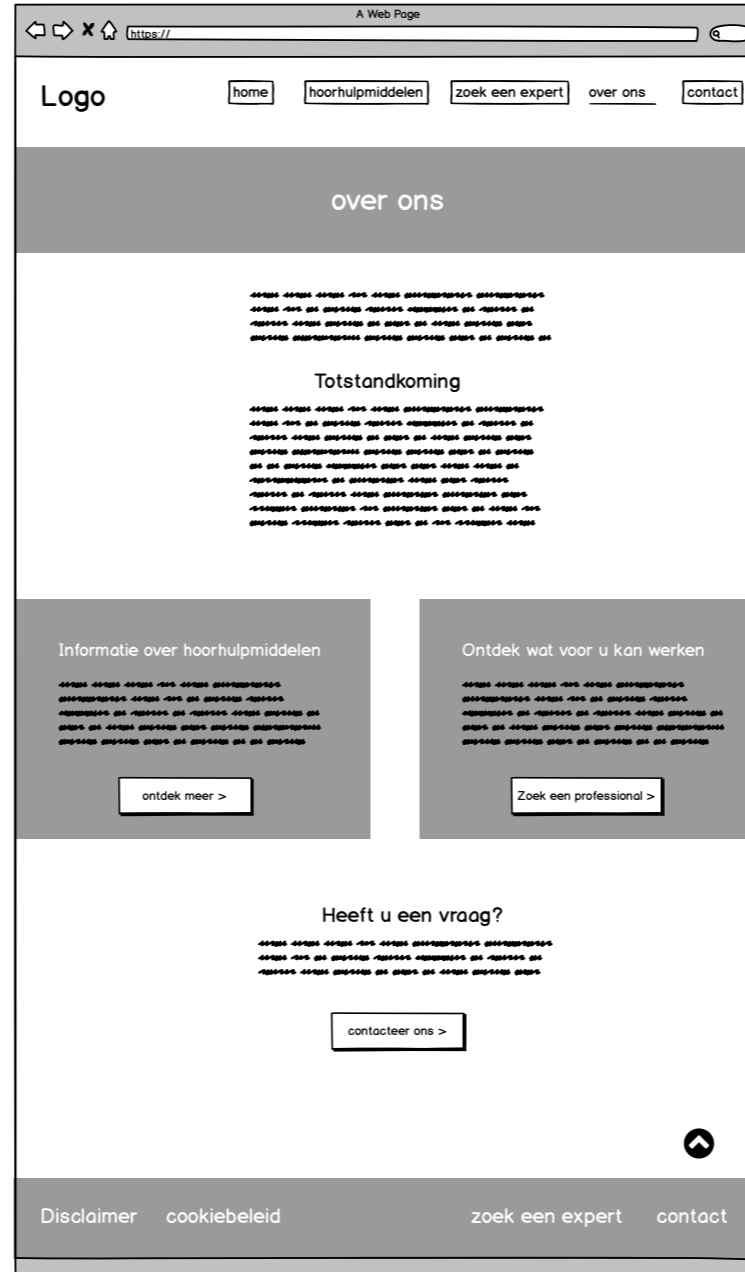 A Web Page
https://
Logo
home hoorhulpmiddelen zoek een expert over ons contact
over ons
Totstandkoming
Informatie over hoorhulpmiddelen
ontdek meer >
Ontdek wat voor u kan werken
Zoek een professional >
Heeft u een vraag?
contacteer ons >
Disclaimer cookiebeleid zoek een expert contact